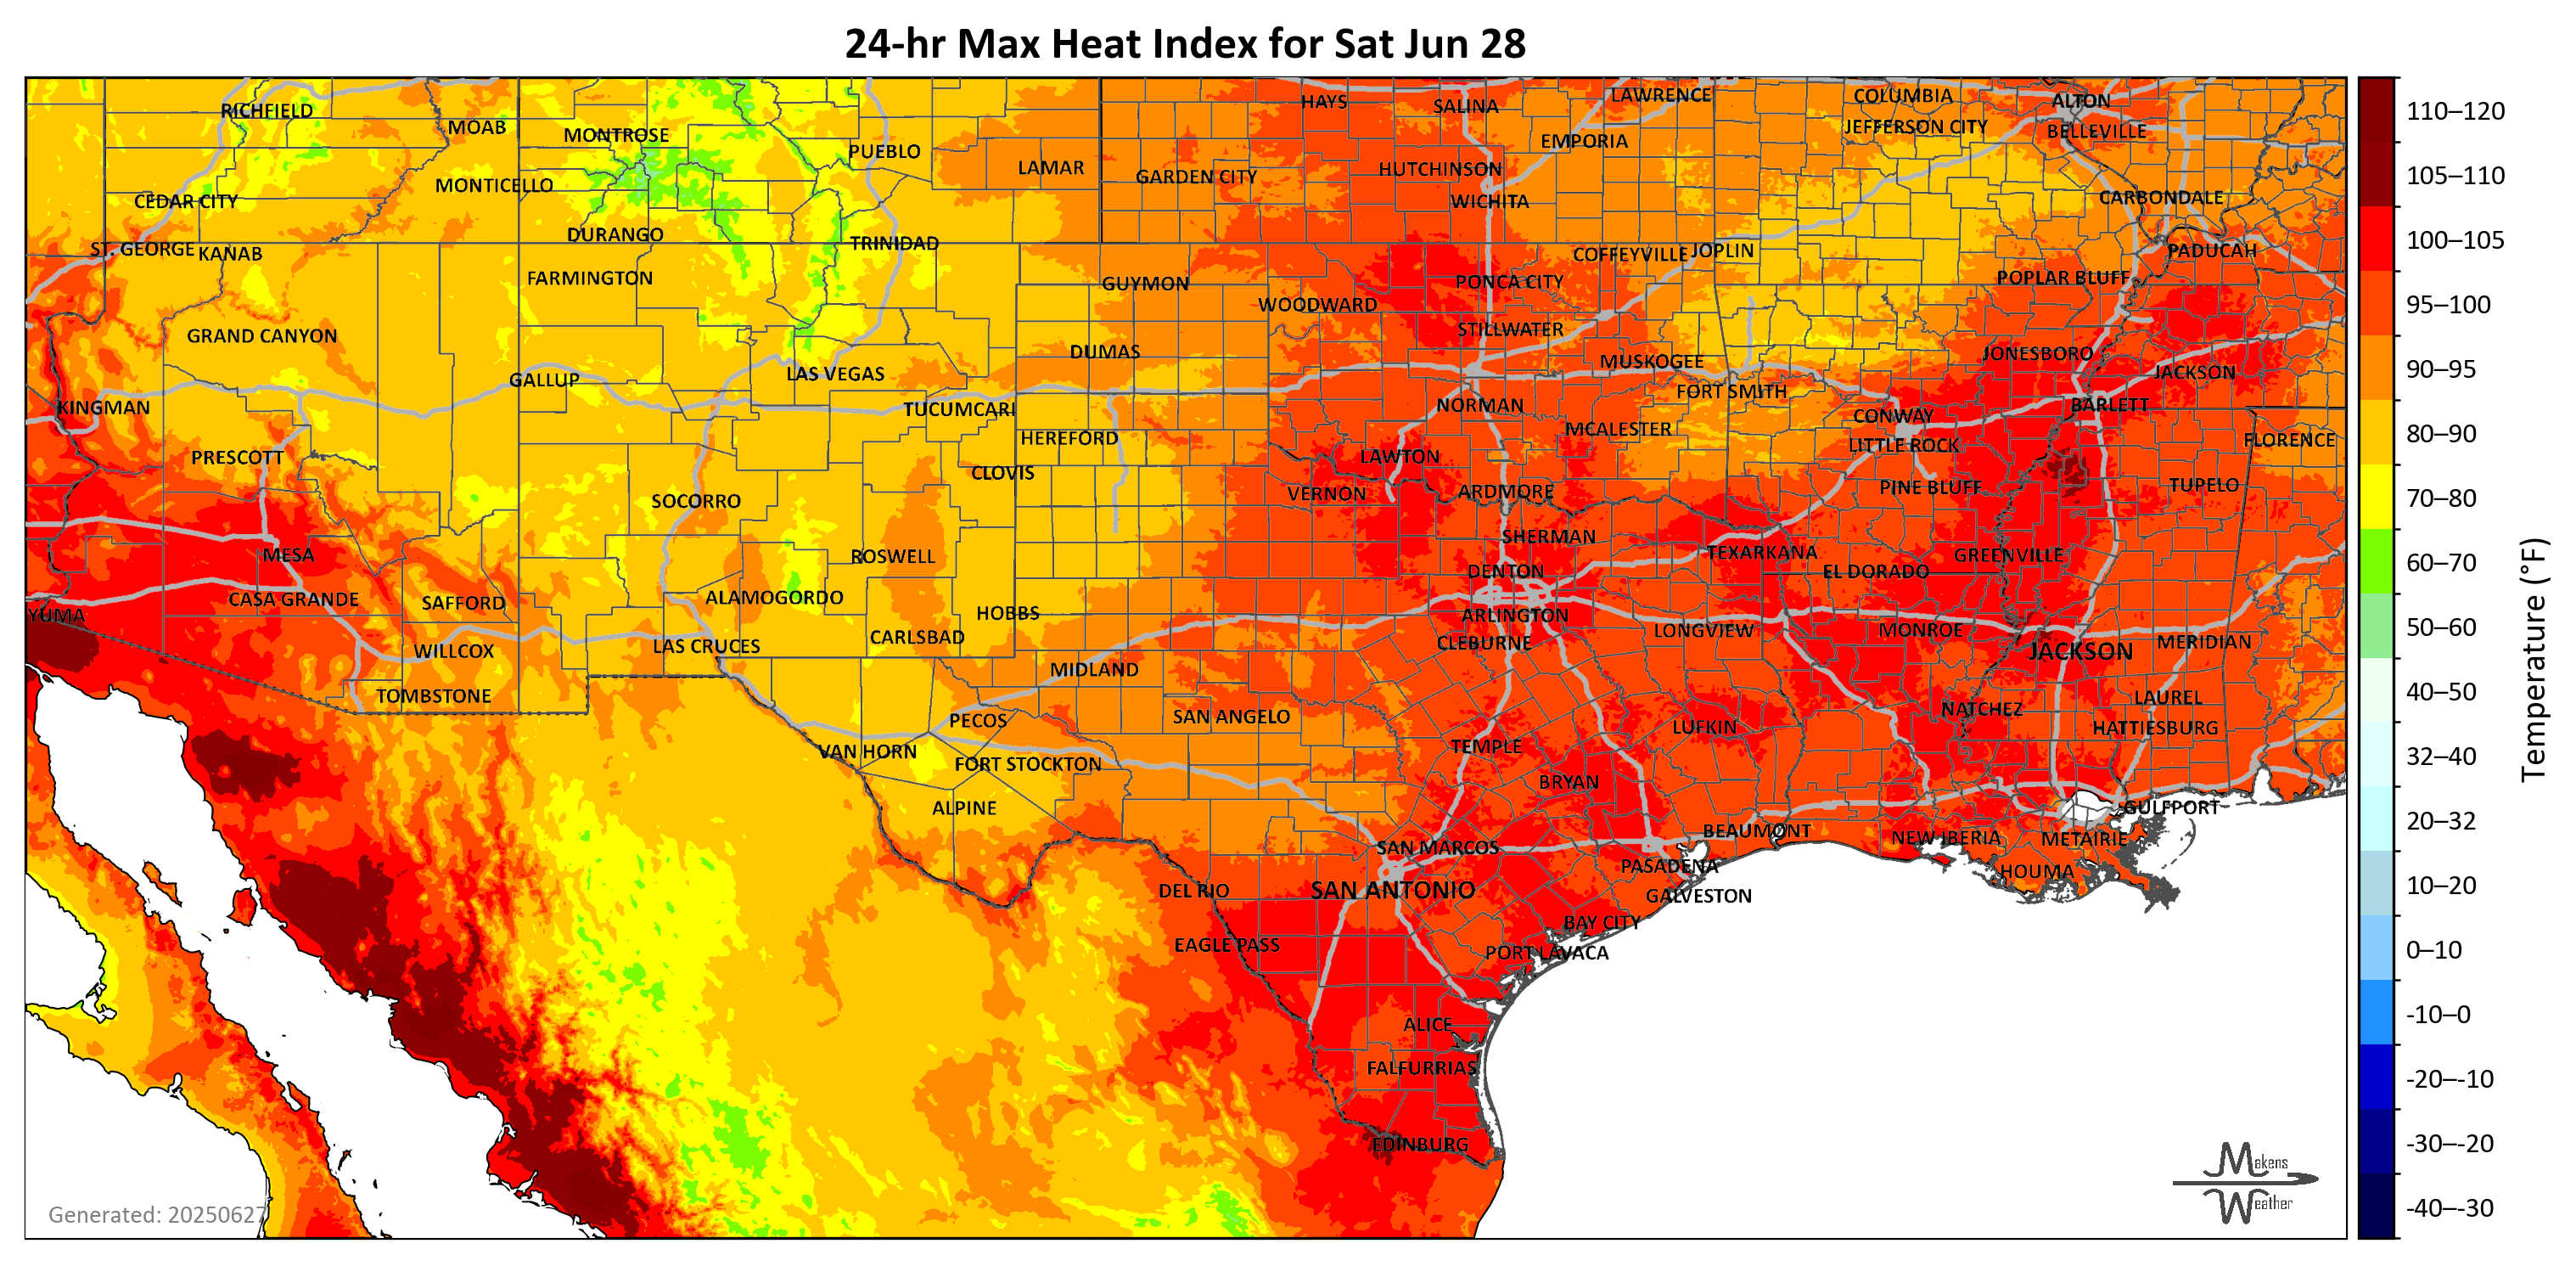 24-hr Max Heat Index for Sat Jun 28
RICHFIELD
MOAB
MONTROSE
PUEBLO
LAMAR
HAYS
SALINA
LAWRENCE
COLUMBIA
ALTON
EMPORIA
JEFFERSON CITY
BELLEVILLE
MONTICELLO
GARDEN CITY
HUTCHINSON
CEDAR CITY
WICHITA
CARBONDALE
DURANGO
TRINIDAD
ST. GEORGE
KANAB
COFFEYVILLE
JOPLIN
PADUCAH
FARMINGTON
GUYMON
PONCA CITY
POPLAR BLUFF
WOODWARD
GRAND CANYON
STILLWATER
DUMAS
MUSKOGEE
JONESBORO
GALLUP
LAS VEGAS
FORT SMITH
JACKSON
KINGMAN
TUCUMCARI
NORMAN
CONWAY
BARLETT
HEREFORD
MCALESTER
LITTLE ROCK
FLORENCE
PRESCOTT
CLOVIS
LAWTON
SOCORRO
VERNON
ARDMORE
PINE BLUFF
TUPELO
MESA
ROSWELL
SHERMAN
TEXARKANA
GREENVILLE
CASA GRANDE
SAFFORD
ALAMOGORDO
DENTON
EL DORADO
YUMA
HOBBS
ARLINGTON
LONGVIEW
MONROE
WILLCOX
LAS CRUCES
CARLSBAD
CLEBURNE
JACKSON
MERIDIAN
TOMBSTONE
MIDLAND
LAUREL
PECOS
SAN ANGELO
LUFKIN
NATCHEZ
HATTIESBURG
VAN HORN
FORT STOCKTON
TEMPLE
ALPINE
BRYAN
GULFPORT
SAN MARCOS
BEAUMONT
NEW IBERIA
METAIRIE
DEL RIO
SAN ANTONIO
PASADENA
HOUMA
GALVESTON
EAGLE PASS
BAY CITY
PORT LAVACA
ALICE
FALFURRIAS
EDINBURG
Generated: 20250627
Makens
Weather
110–120
105–110
100–105
95–100
90–95
80–90
70–80
60–70
50–60
40–50
32–40
20–32
10–20
0–10
-10–0
-20–-10
-30–-20
-40–-30
Temperature (°F)